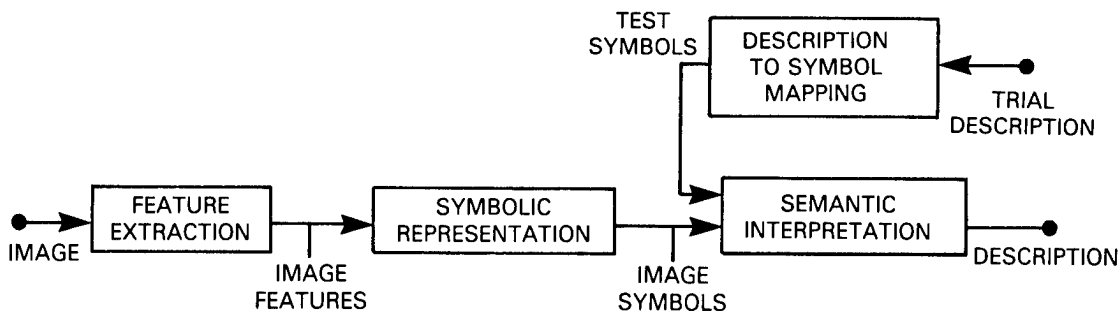 TEST
SYMBOLS
DESCRIPTION
TO SYMBOL
MAPPING
TRIAL
DESCRIPTION
IMAGE
FEATURE
EXTRACTION
IMAGE
FEATURES
SYMBOLIC
REPRESENTATION
IMAGE
SYMBOLS
SEMANTIC
INTERPRETATION
DESCRIPTION